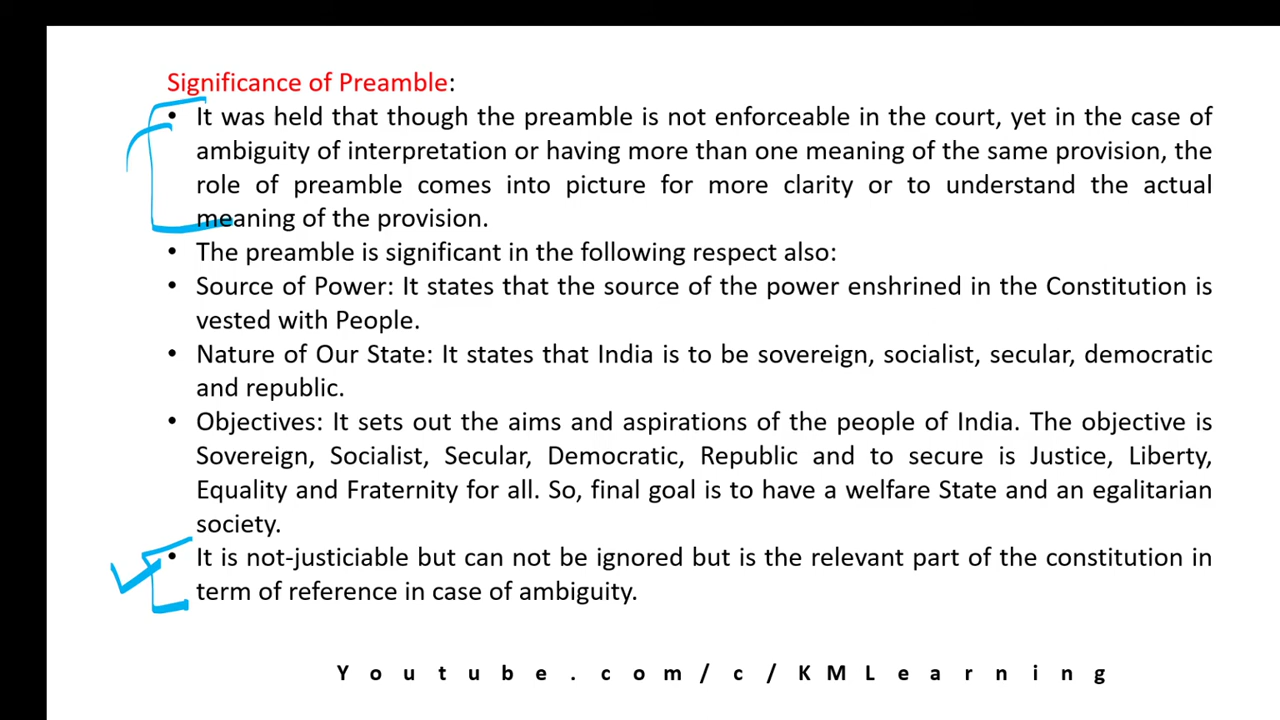 Significance of Preamble:
• It was held that though the preamble is not enforceable in the court, yet in the case of
ambiguity of interpretation or having more than one meaning of the same provision, the
role of preamble comes into picture for more clarity or to understand the actual
meaning of the provision.
• The preamble is significant in the following respect also:
• Source of Power: It states that the source of the power enshrined in the Constitution is
vested with People.
• Nature of Our State: It states that India is to be sovereign, socialist, secular, democratic
and republic.
• Objectives: It sets out the aims and aspirations of the people of India. The objective is
Sovereign, Socialist, Secular, Democratic, Republic and to secure is Justice, Liberty,
Equality and Fraternity for all. So, final goal is to have a welfare State and an egalitarian
society.
• It is not-justiciable but can not be ignored but is the relevant part of the constitution in
term of reference in case of ambiguity.
Youtube.com/c/KMLearning